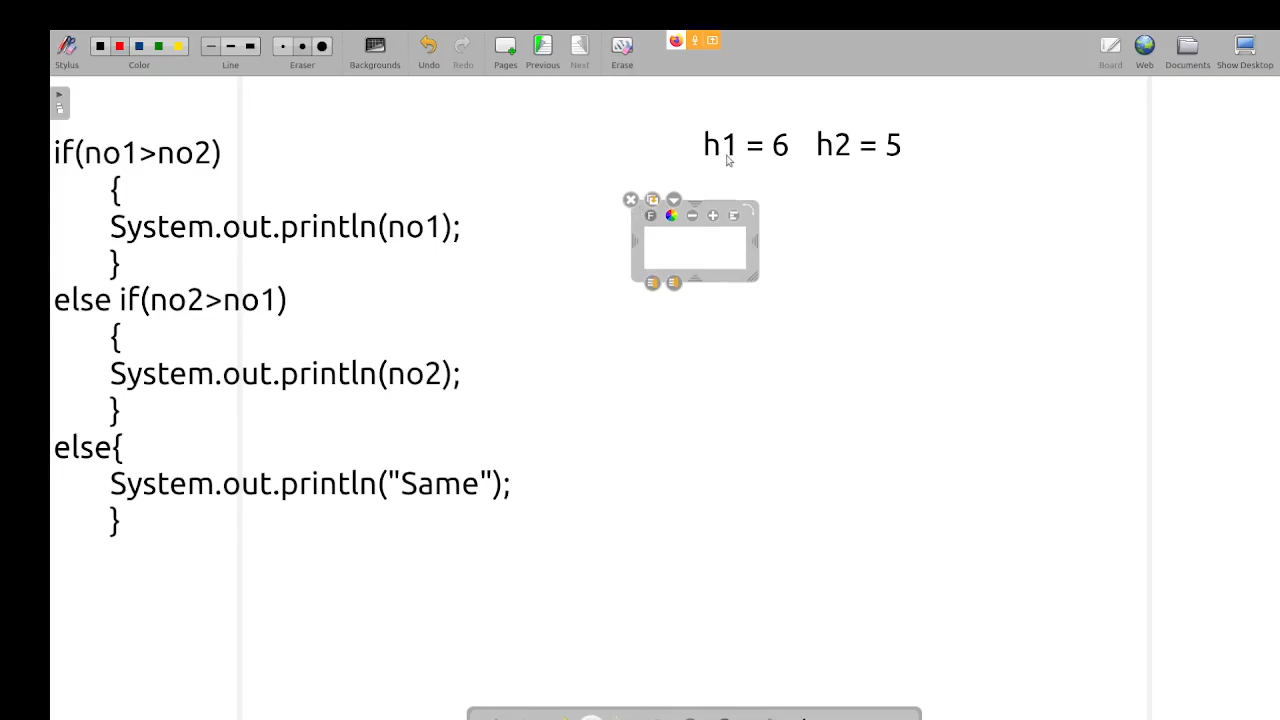 Stylus Color Line Eraser Backgrounds Undo Redo Pages Previous Next Erase Board Web Documents Show Desktop
h1 = 6 h2 = 5
F
if(no1>no2)
{
System.out.println(no1);
}
else if(no2>no1)
{
System.out.println(no2);
}
else{
System.out.println("Same");
}